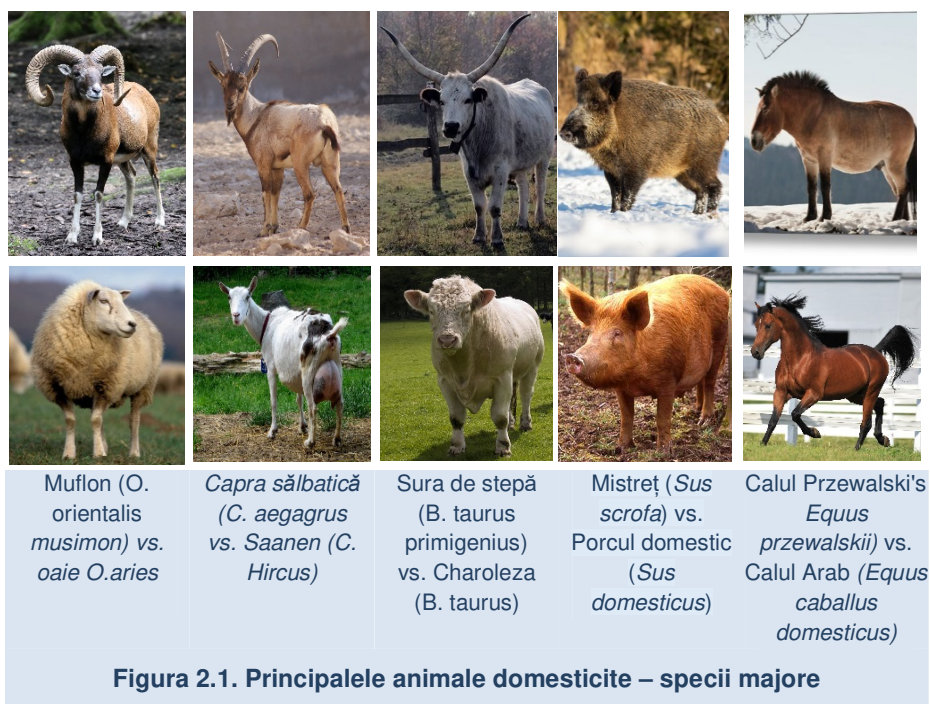 Muflon (O.
orientalis
musimon) vs.
oaie O.aries
Capra sălbatică
(C. aegagrus
vs. Saanen (C.
Hircus)
Sura de stepă
(B. taurus
primigenius)
vs. Charoleza
(B. taurus)
Mistreț (Sus
scrofa) vs.
Porcul domestic
(Sus
domesticus)
Calul Przewalski's
Equus
przewalskii) vs.
Calul Arab (Equus
caballus
domesticus)
Figura 2.1. Principalele animale domesticite – specii majore